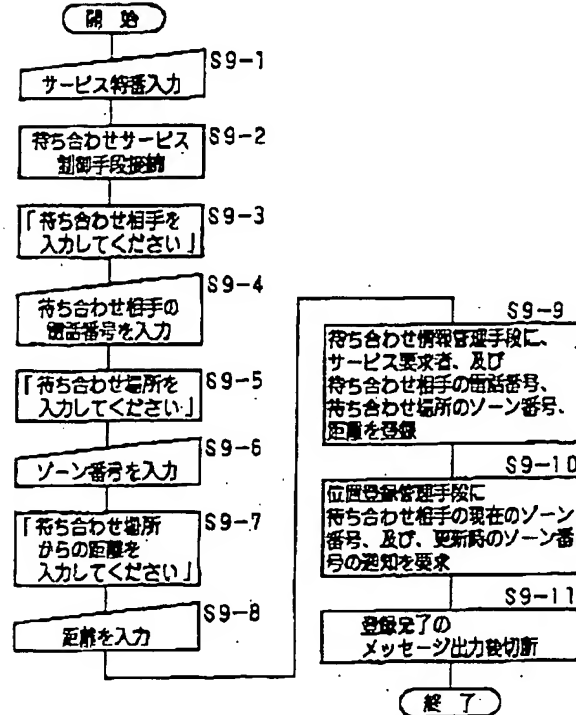 開 始
サービス特番入力
S9-1
待ち合わせサービス
制御手段接続
S9-2
「待ち合わせ相手を
入力してください」
S9-3
待ち合わせ相手の
電話番号を入力
S9-4
「待ち合わせ場所を
入力してください」
S9-5
ゾーン番号を入力
S9-6
「待ち合わせ場所
からの距離を
入力してください」
S9-7
距離を入力
S9-8
S9-9
待ち合わせ情報管理手段に、
サービス要求者、及び
待ち合わせ相手の電話番号、
待ち合わせ場所のゾーン番号、
距離を登録
S9-10
位置登録管理手段に
待ち合わせ相手の現在のゾーン
番号、及び、更新時のゾーン番
号の通知を要求
S9-11
登録完了の
メッセージ出力後切断
終 了